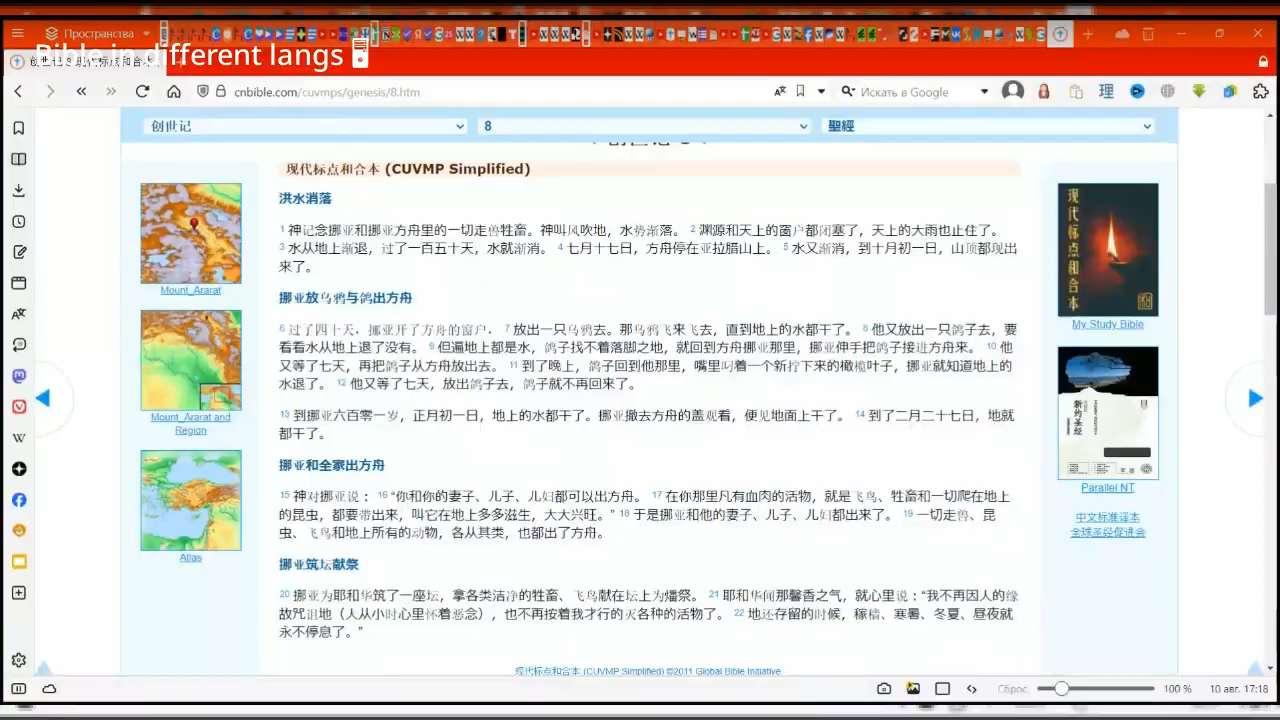 Пространства
Bible in different langs
cnbible.com/cuvmps/genesis/8.htm
Искать в Google
创世记
8
聖經
现代标点和合本 (CUVMP Simplified)
洪水消落
1 神记念挪亚和挪亚方舟里的一切走兽牲畜。神叫风吹地，水势渐落。 2 渊源和天上的窗户都闭塞了，天上的大雨也止住了。
3 水从地上渐退。过了一百五十天，水就渐消。 4 七月十七日，方舟停在亚拉腊山上。 5 水又渐消，到十月初一日，山顶都现出
来了。
挪亚放乌鸦与鸽出方舟
6 过了四十天，挪亚开了方舟的窗户， 7 放出一只乌鸦去。那乌鸦飞来飞去，直到地上的水都干了。 8 他又放出一只鸽子去，要
看看水从地上退了没有。 9 但遍地上都是水，鸽子找不着落脚之地，就回到方舟挪亚那里，挪亚伸手把鸽子接进方舟来。 10 他
又等了七天，再把鸽子从方舟放出去。 11 到了晚上，鸽子回到他那里，嘴里叼着一个新拧下来的橄榄叶子，挪亚就知道地上的
水退了。 12 他又等了七天，放出鸽子去，鸽子就不再回来了。
13 到挪亚六百零一岁，正月初一日，地上的水都干了。挪亚撤去方舟的盖观看，便见地面上干了。 14 到了二月二十七日，地就
都干了。
挪亚和全家出方舟
15 神对挪亚说： 16 “你和你的妻子、儿子、儿妇都可以出方舟。 17 在你那里凡有血肉的活物，就是飞鸟、牲畜和一切爬在地上
的昆虫，都要带出来，叫它在地上多多滋生，大大兴旺。” 18 于是挪亚和他的妻子、儿子、儿妇都出来了。 19 一切走兽、昆
虫、飞鸟和地上所有的动物，各从其类，也都出了方舟。
挪亚筑坛献祭
20 挪亚为耶和华筑了一座坛，拿各类洁净的牲畜、飞鸟献在坛上为燔祭。 21 耶和华闻那馨香之气，就心里说：“我不再因人的缘
故咒诅地（人从小时心里怀着恶念），也不再按着我才行的灭各种的活物了。 22 地还存留的时候，稼穑、寒暑、冬夏、昼夜就
永不停息了。”
现代标点和合本 (CUVMP Simplified) ©2011 Global Bible Initiative
Mount_Ararat
Mount_Ararat and
Region
Atlas
现代标点和合本
My Study Bible
新约圣经
Parallel NT
中文标准译本
全球圣经促进会
Сброс
100 %
10 авг. 17:18